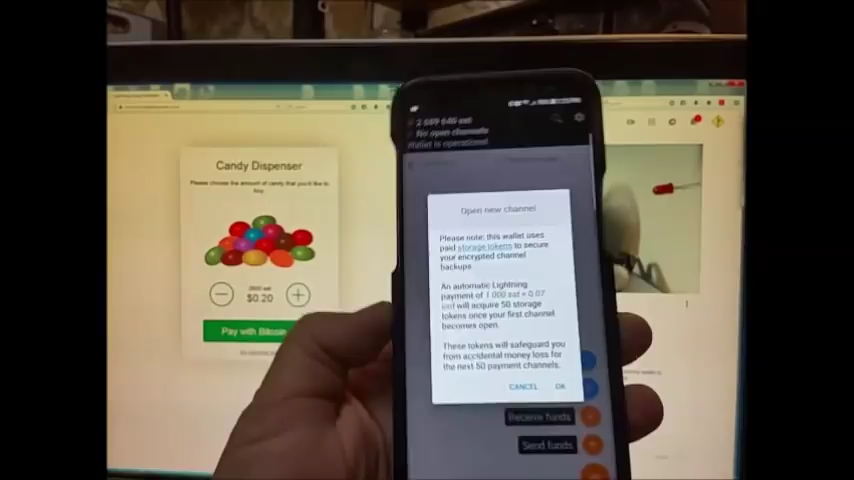 Candy Dispenser
Please choose the amount of candy that you'd like to
buy
$0.20
Pay with Bitcoin
No open channels
Wallet is operational
Open new channel
Please note: this wallet uses
paid storage tokens to secure
your encrypted channel
backups.
An automatic Lightning
payment of 1 000 sat = 0.07
usd will acquire 50 storage
tokens once your first channel
becomes open.
These tokens will safeguard you
from accidental money loss for
the next 50 payment channels.
CANCEL OK
Receive funds
Send funds